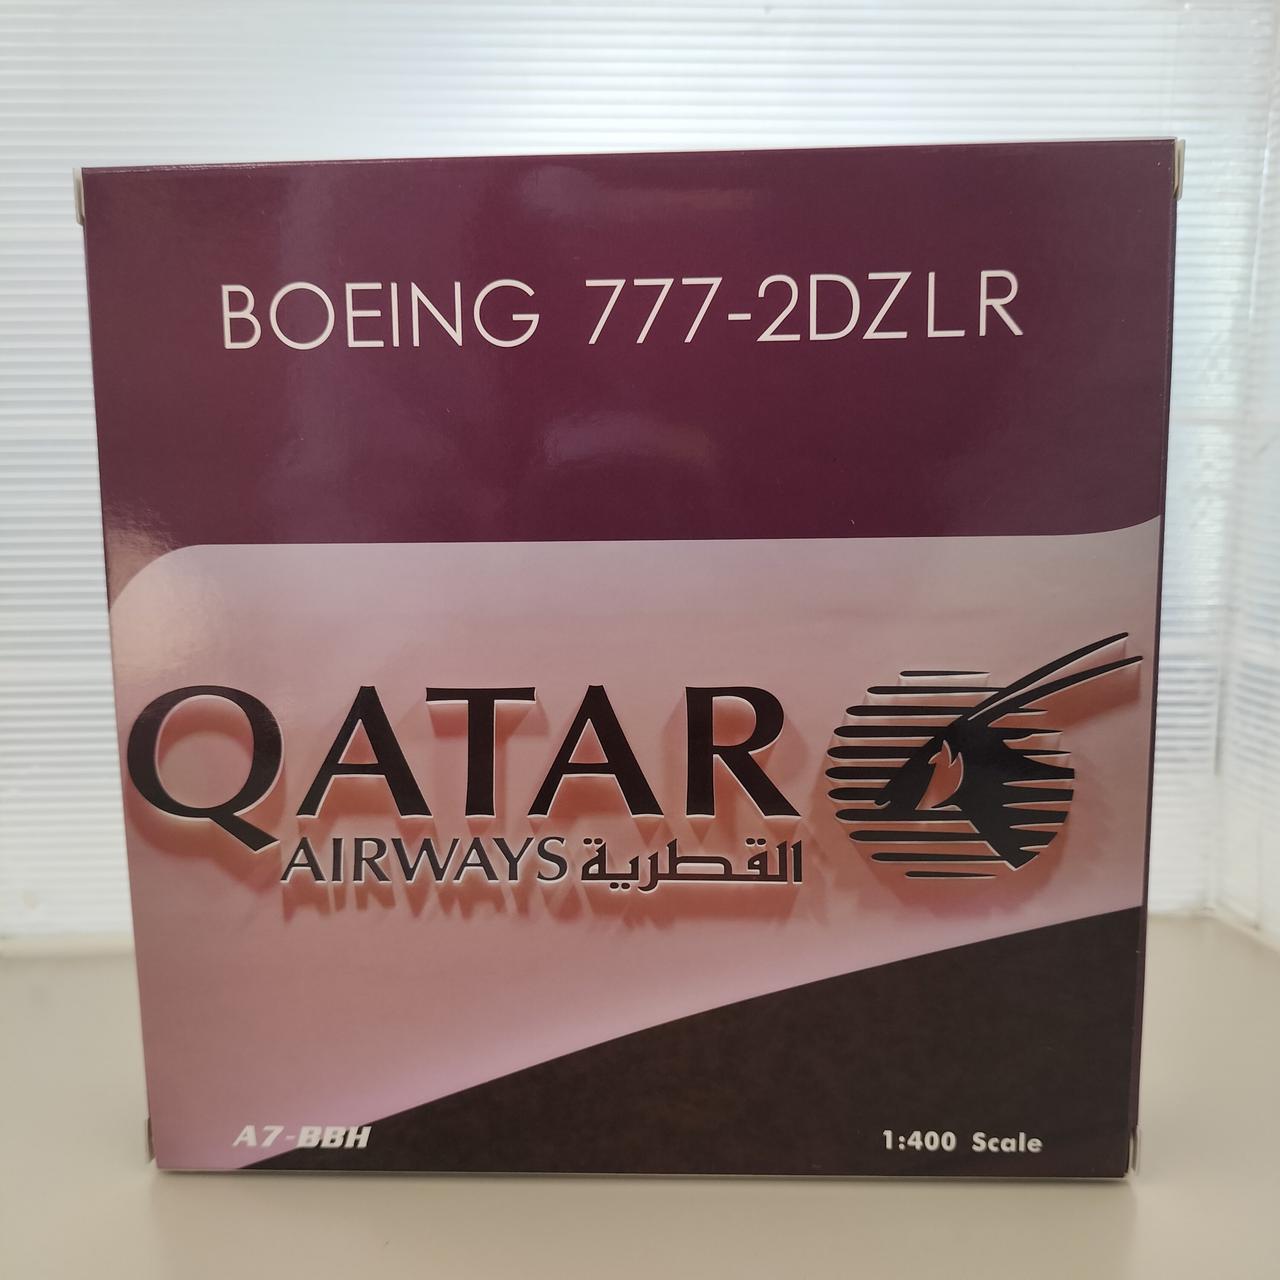 BOEING 777-2DZLR
QATAR
AIRWAYS القطرية
A7-BBH
1:400 Scale